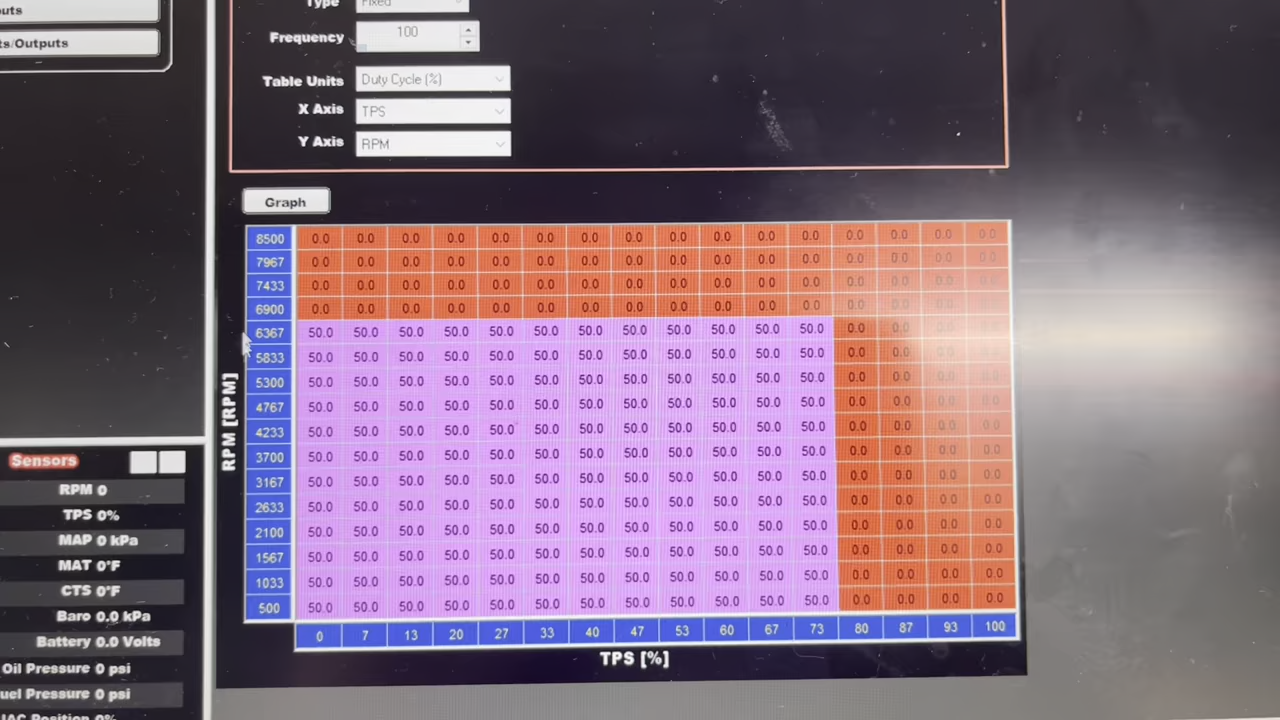 uts
Type Fixed
ts/Outputs
Frequency 100
Table Units Duty Cycle (%)
X Axis TPS
Y Axis RPM
Graph
8500 0.0 0.0 0.0 0.0 0.0 0.0 0.0 0.0 0.0 0.0 0.0 0.0 0.0 0.0 0.0 0.0
7967 0.0 0.0 0.0 0.0 0.0 0.0 0.0 0.0 0.0 0.0 0.0 0.0 0.0 0.0 0.0 0.0
7433 0.0 0.0 0.0 0.0 0.0 0.0 0.0 0.0 0.0 0.0 0.0 0.0 0.0 0.0 0.0 0.0
6900 0.0 0.0 0.0 0.0 0.0 0.0 0.0 0.0 0.0 0.0 0.0 0.0 0.0 0.0 0.0 0.0
6367 50.0 50.0 50.0 50.0 50.0 50.0 50.0 50.0 50.0 50.0 50.0 50.0 0.0 0.0 0.0 0.0
5833 50.0 50.0 50.0 50.0 50.0 50.0 50.0 50.0 50.0 50.0 50.0 50.0 0.0 0.0 0.0 0.0
5300 50.0 50.0 50.0 50.0 50.0 50.0 50.0 50.0 50.0 50.0 50.0 50.0 0.0 0.0 0.0 0.0
4767 50.0 50.0 50.0 50.0 50.0 50.0 50.0 50.0 50.0 50.0 50.0 50.0 0.0 0.0 0.0 0.0
4233 50.0 50.0 50.0 50.0 50.0 50.0 50.0 50.0 50.0 50.0 50.0 50.0 0.0 0.0 0.0 0.0
3700 50.0 50.0 50.0 50.0 50.0 50.0 50.0 50.0 50.0 50.0 50.0 50.0 0.0 0.0 0.0 0.0
3167 50.0 50.0 50.0 50.0 50.0 50.0 50.0 50.0 50.0 50.0 50.0 50.0 0.0 0.0 0.0 0.0
2633 50.0 50.0 50.0 50.0 50.0 50.0 50.0 50.0 50.0 50.0 50.0 50.0 0.0 0.0 0.0 0.0
2100 50.0 50.0 50.0 50.0 50.0 50.0 50.0 50.0 50.0 50.0 50.0 50.0 0.0 0.0 0.0 0.0
1567 50.0 50.0 50.0 50.0 50.0 50.0 50.0 50.0 50.0 50.0 50.0 50.0 0.0 0.0 0.0 0.0
1033 50.0 50.0 50.0 50.0 50.0 50.0 50.0 50.0 50.0 50.0 50.0 50.0 0.0 0.0 0.0 0.0
500 50.0 50.0 50.0 50.0 50.0 50.0 50.0 50.0 50.0 50.0 50.0 50.0 0.0 0.0 0.0 0.0
0 7 13 20 27 33 40 47 53 60 67 73 80 87 93 100
TPS [%]
RPM [RPM]
Sensors
RPM 0
TPS 0%
MAP 0 kPa
MAT 0°F
CTS 0°F
Baro 0.0 kPa
Battery 0.0 Volts
Oil Pressure 0 psi
uel Pressure 0 psi
IAC Position 0%